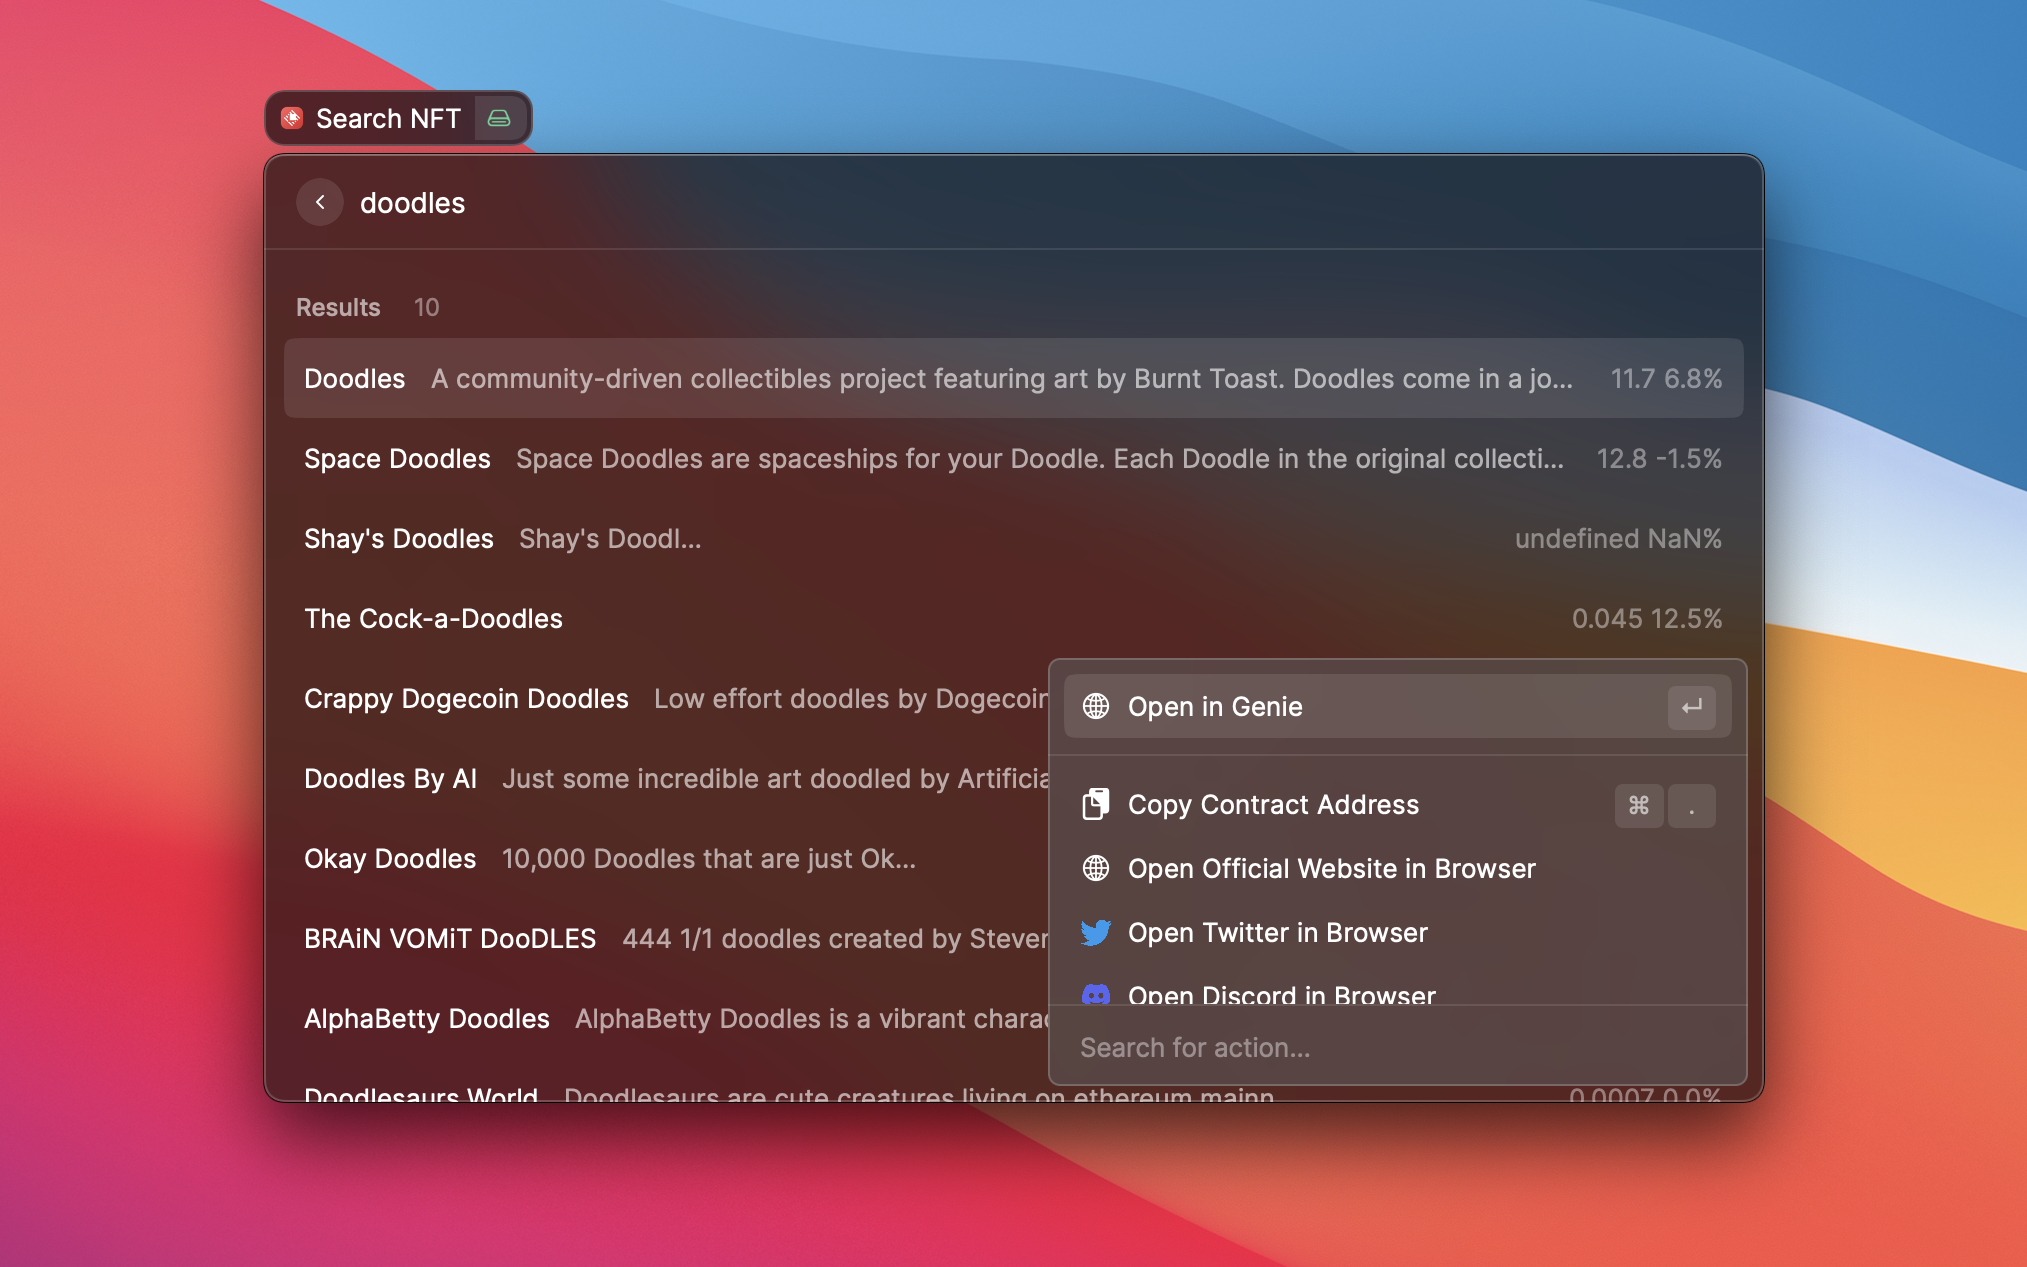 Search NFT
doodles
Results 10
Doodles A community-driven collectibles project featuring art by Burnt Toast. Doodles come in a jo... 11.7 6.8%
Space Doodles Space Doodles are spaceships for your Doodle. Each Doodle in the original collecti... 12.8 -1.5%
Shay's Doodles Shay's Doodl... undefined NaN%
The Cock-a-Doodles 0.045 12.5%
Crappy Dogecoin Doodles Low effort doodles by Dogecoin
Doodles By AI Just some incredible art doodled by Artificia
Okay Doodles 10,000 Doodles that are just Ok...
BRAiN VOMiT DooDLES 444 1/1 doodles created by Steven
AlphaBetty Doodles AlphaBetty Doodles is a vibrant charac
Doodlesaurs World Doodlesaurs are cute creatures living on ethereum mainn 0.0007 0.0%
Open in Genie ↵
Copy Contract Address ⌘ .
Open Official Website in Browser
Open Twitter in Browser
Open Discord in Browser
Search for action...